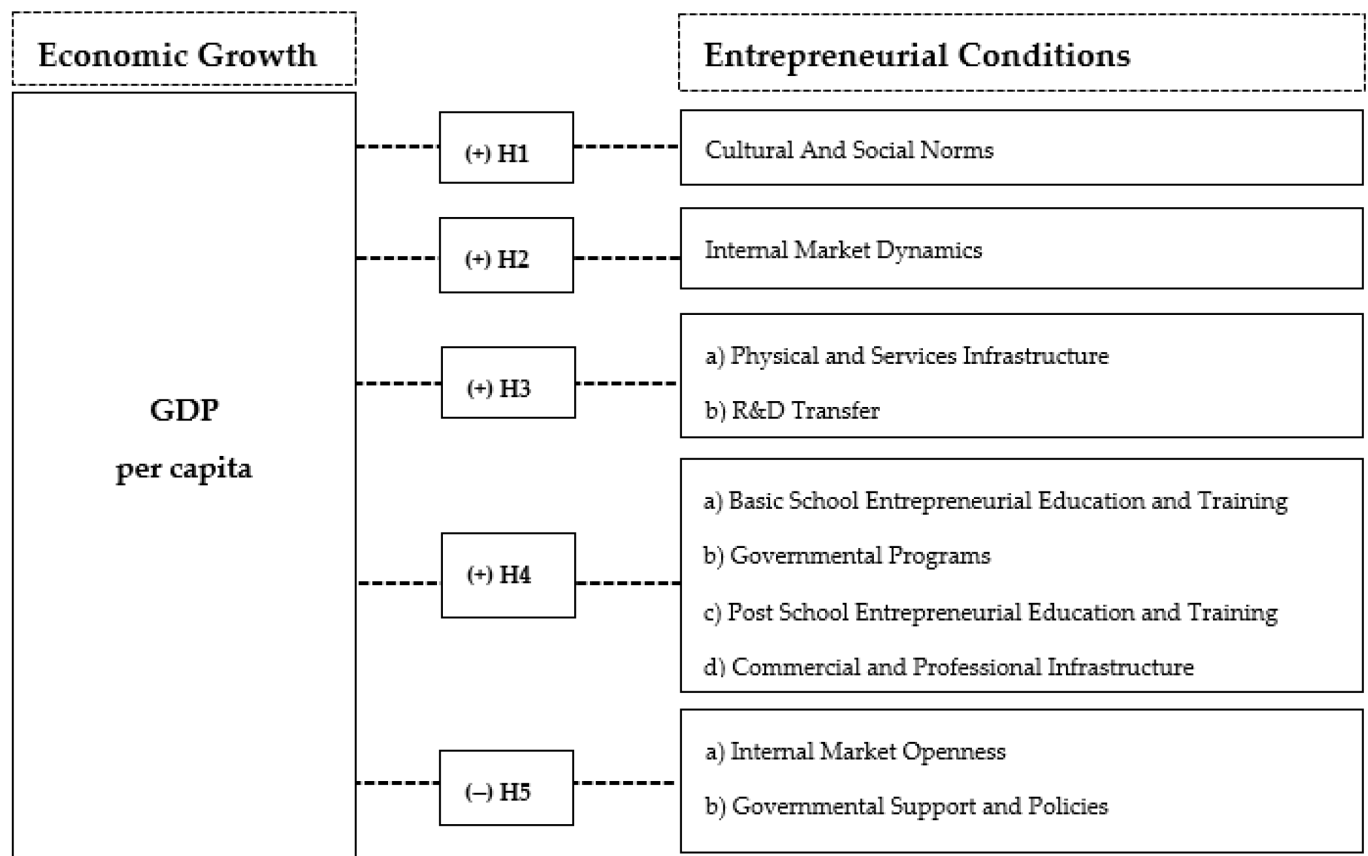 Economic Growth
Entrepreneurial Conditions
GDP
per capita
(+) H1
Cultural And Social Norms
(+) H2
Internal Market Dynamics
(+) H3
a) Physical and Services Infrastructure
b) R&D Transfer
(+) H4
a) Basic School Entrepreneurial Education and Training
b) Governmental Programs
c) Post School Entrepreneurial Education and Training
d) Commercial and Professional Infrastructure
(–) H5
a) Internal Market Openness
b) Governmental Support and Policies